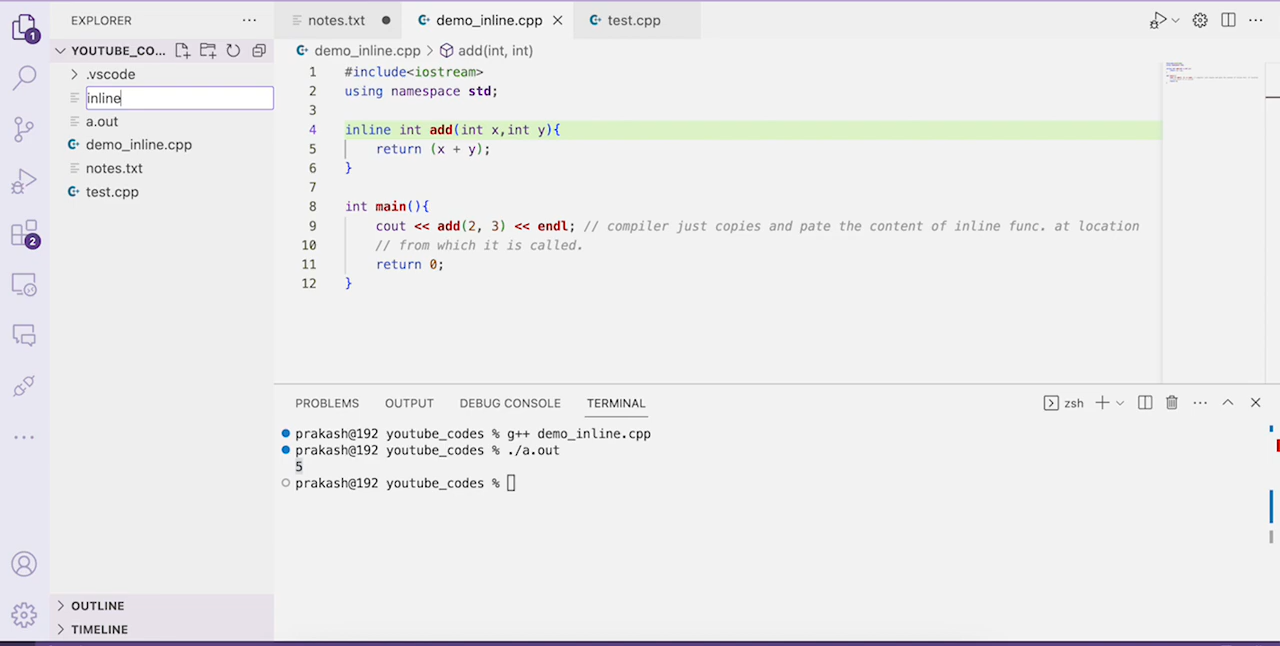 EXPLORER
notes.txt
demo_inline.cpp
test.cpp
1
YOUTUBE_CO...
.vscode
inline
a.out
demo_inline.cpp
notes.txt
test.cpp
2
OUTLINE
TIMELINE
demo_inline.cpp > add(int, int)
1 #include<iostream>
2 using namespace std;
3
4 inline int add(int x,int y){
5 return (x + y);
6 }
7
8 int main(){
9 cout << add(2, 3) << endl; // compiler just copies and pate the content of inline func. at location
10 // from which it is called.
11 return 0;
12 }
PROBLEMS OUTPUT DEBUG CONSOLE TERMINAL
zsh
prakash@192 youtube_codes % g++ demo_inline.cpp
prakash@192 youtube_codes % ./a.out
5
prakash@192 youtube_codes %